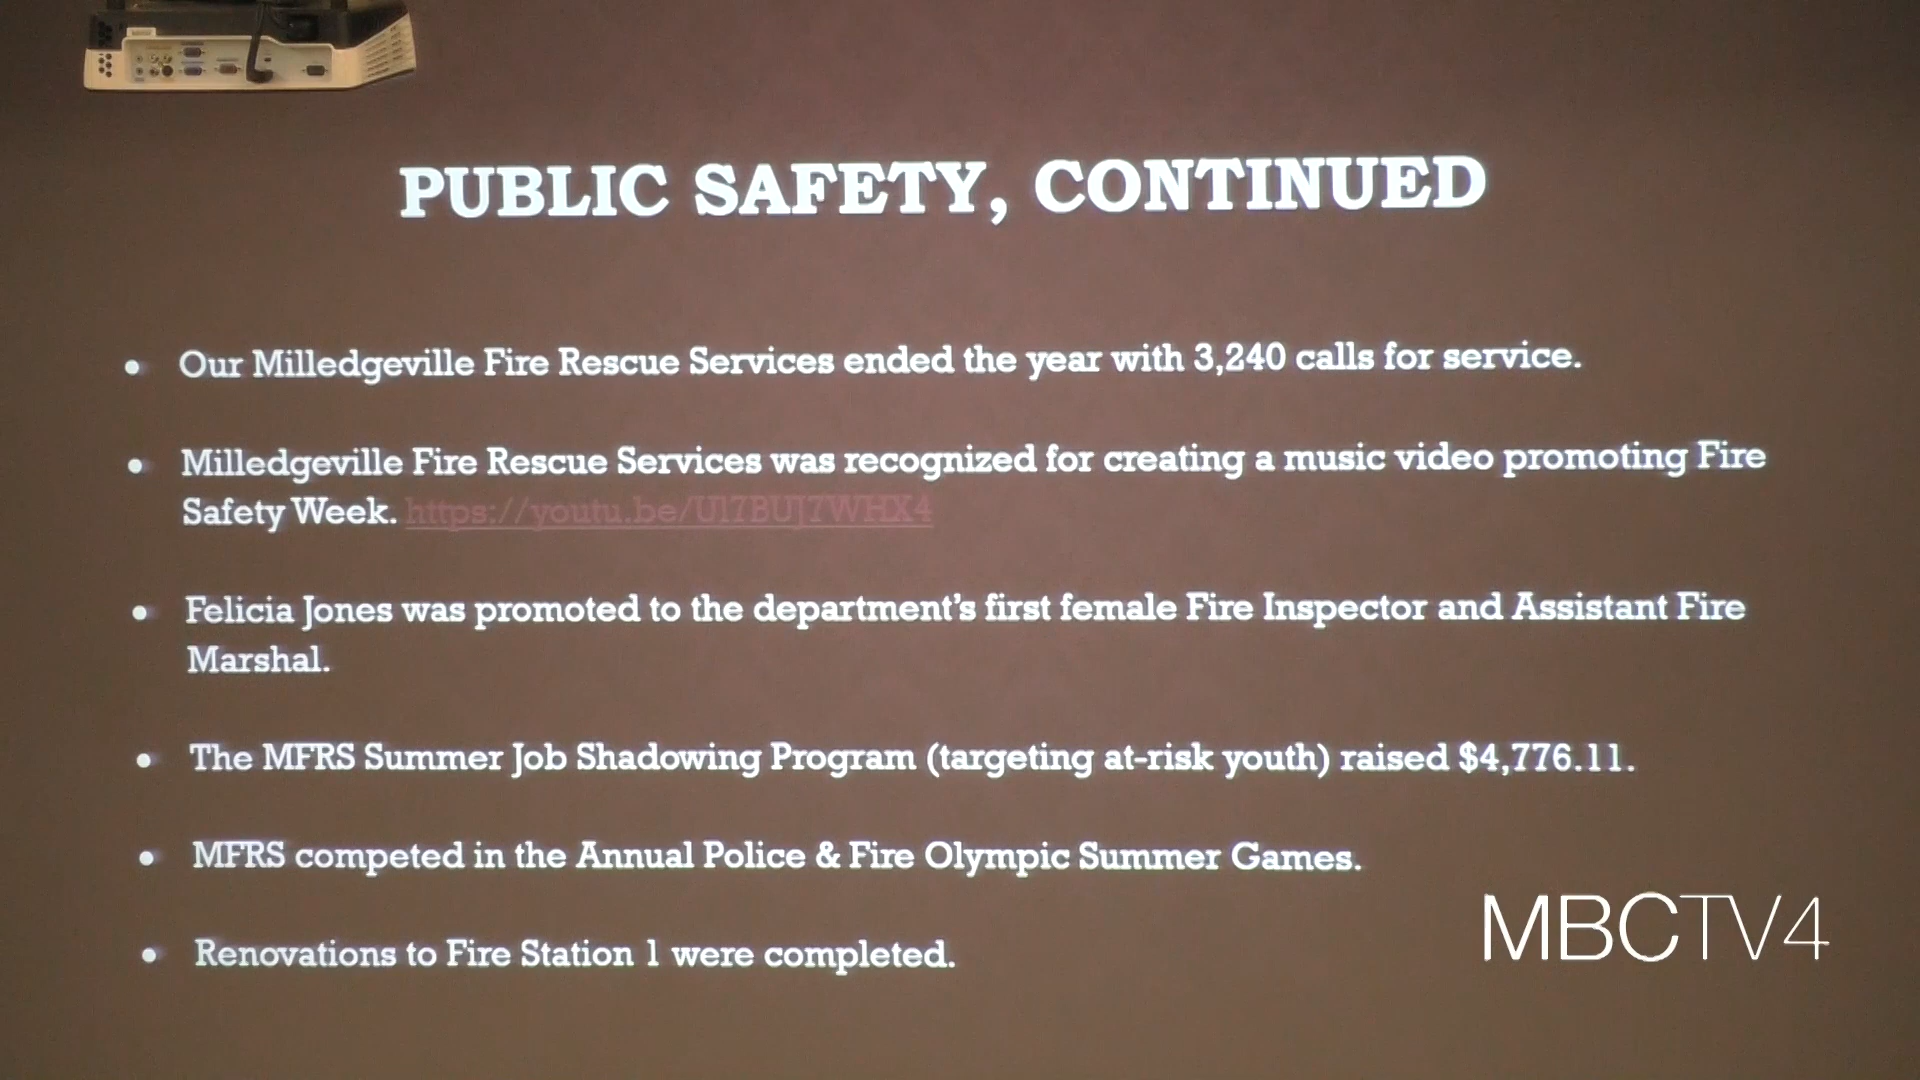 PUBLIC SAFETY, CONTINUED
• Our Milledgeville Fire Rescue Services ended the year with 3,240 calls for service.
• Milledgeville Fire Rescue Services was recognized for creating a music video promoting Fire
Safety Week. https://youtu.be/Ul7BUJ7WHX4
• Felicia Jones was promoted to the department's first female Fire Inspector and Assistant Fire
Marshal.
• The MFRS Summer Job Shadowing Program (targeting at-risk youth) raised $4,776.11.
• MFRS competed in the Annual Police & Fire Olympic Summer Games.
• Renovations to Fire Station 1 were completed.
MBCTV4